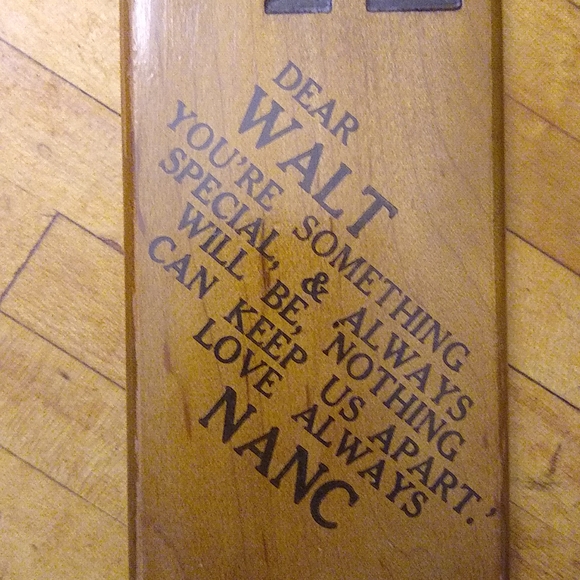 DEAR
WALT
YOU'RE SOMETHING
SPECIAL, & ALWAYS
WILL BE, NOTHING
CAN KEEP US APART.'
LOVE ALWAYS
NANC